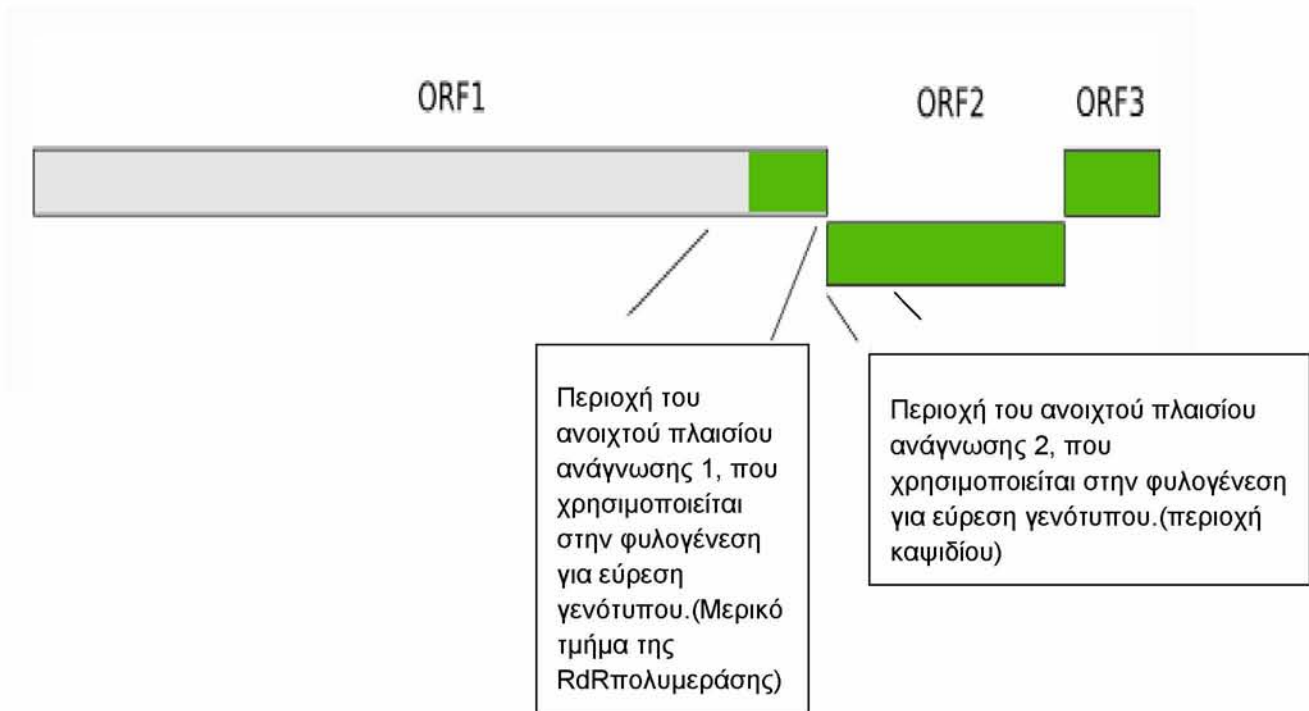 ORF1
ORF2
ORF3
Περιοχή του
ανοιχτού πλαισίου
ανάγνωσης 1, που
χρησιμοποιείται
στην φυλογένεση
για εύρεση
γενότυπου.(Μερικό
τμήμα της
RdRπολυμεράσης)
Περιοχή του ανοιχτού πλαισίου
ανάγνωσης 2, που
χρησιμοποιείται στην φυλογένεση
για εύρεση γενότυπου.(περιοχή
καψιδίου)